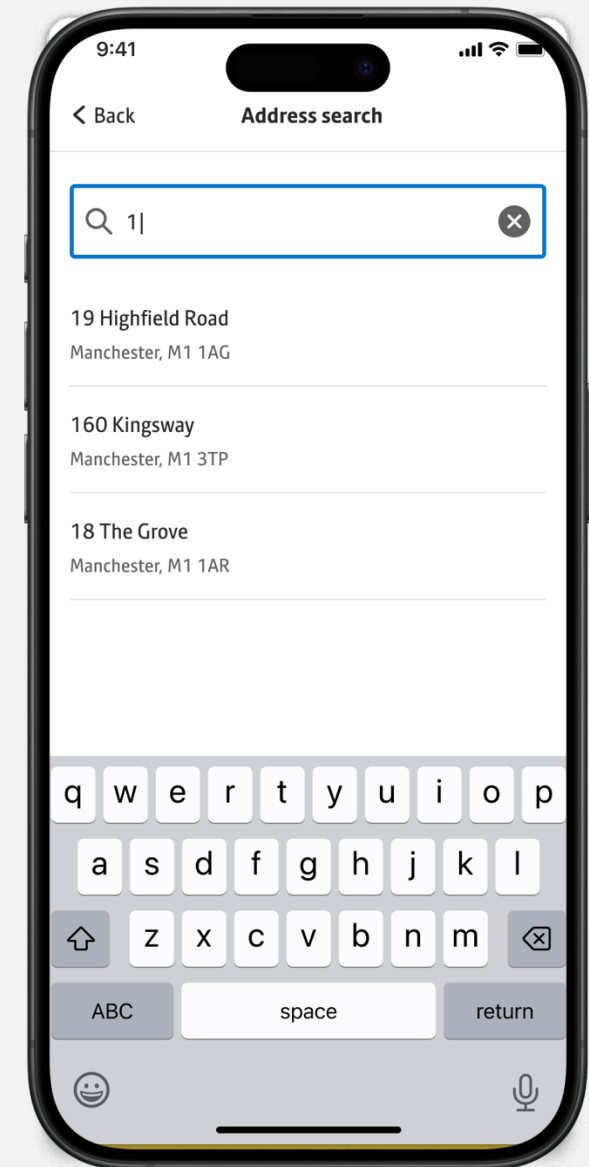 9:41
Back Address search
1
19 Highfield Road
Manchester, M1 1AG
160 Kingsway
Manchester, M1 3TP
18 The Grove
Manchester, M1 1AR
q w e r t y u i o p
a s d f g h j k l
z x c v b n m
ABC space return